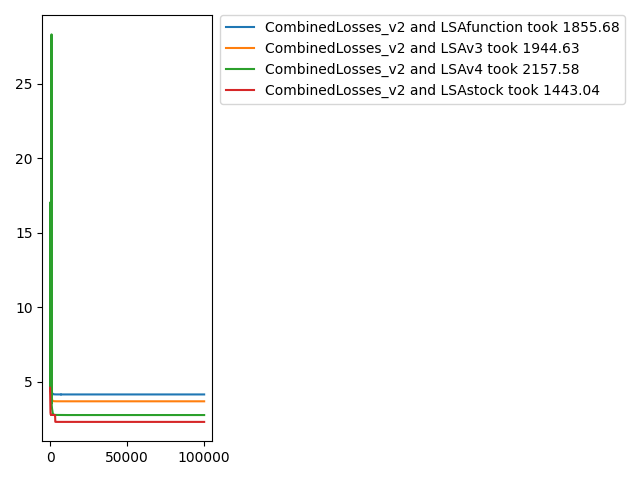 CombinedLosses_v2 and LSAfunction took 1855.68
CombinedLosses_v2 and LSAv3 took 1944.63
CombinedLosses_v2 and LSAv4 took 2157.58
CombinedLosses_v2 and LSAstock took 1443.04
25
20
15
10
5
0 50000 100000